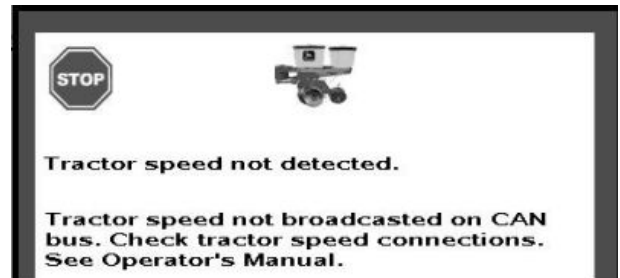 STOP
Tractor speed not detected.
Tractor speed not broadcasted on CAN
bus. Check tractor speed connections.
See Operator's Manual.